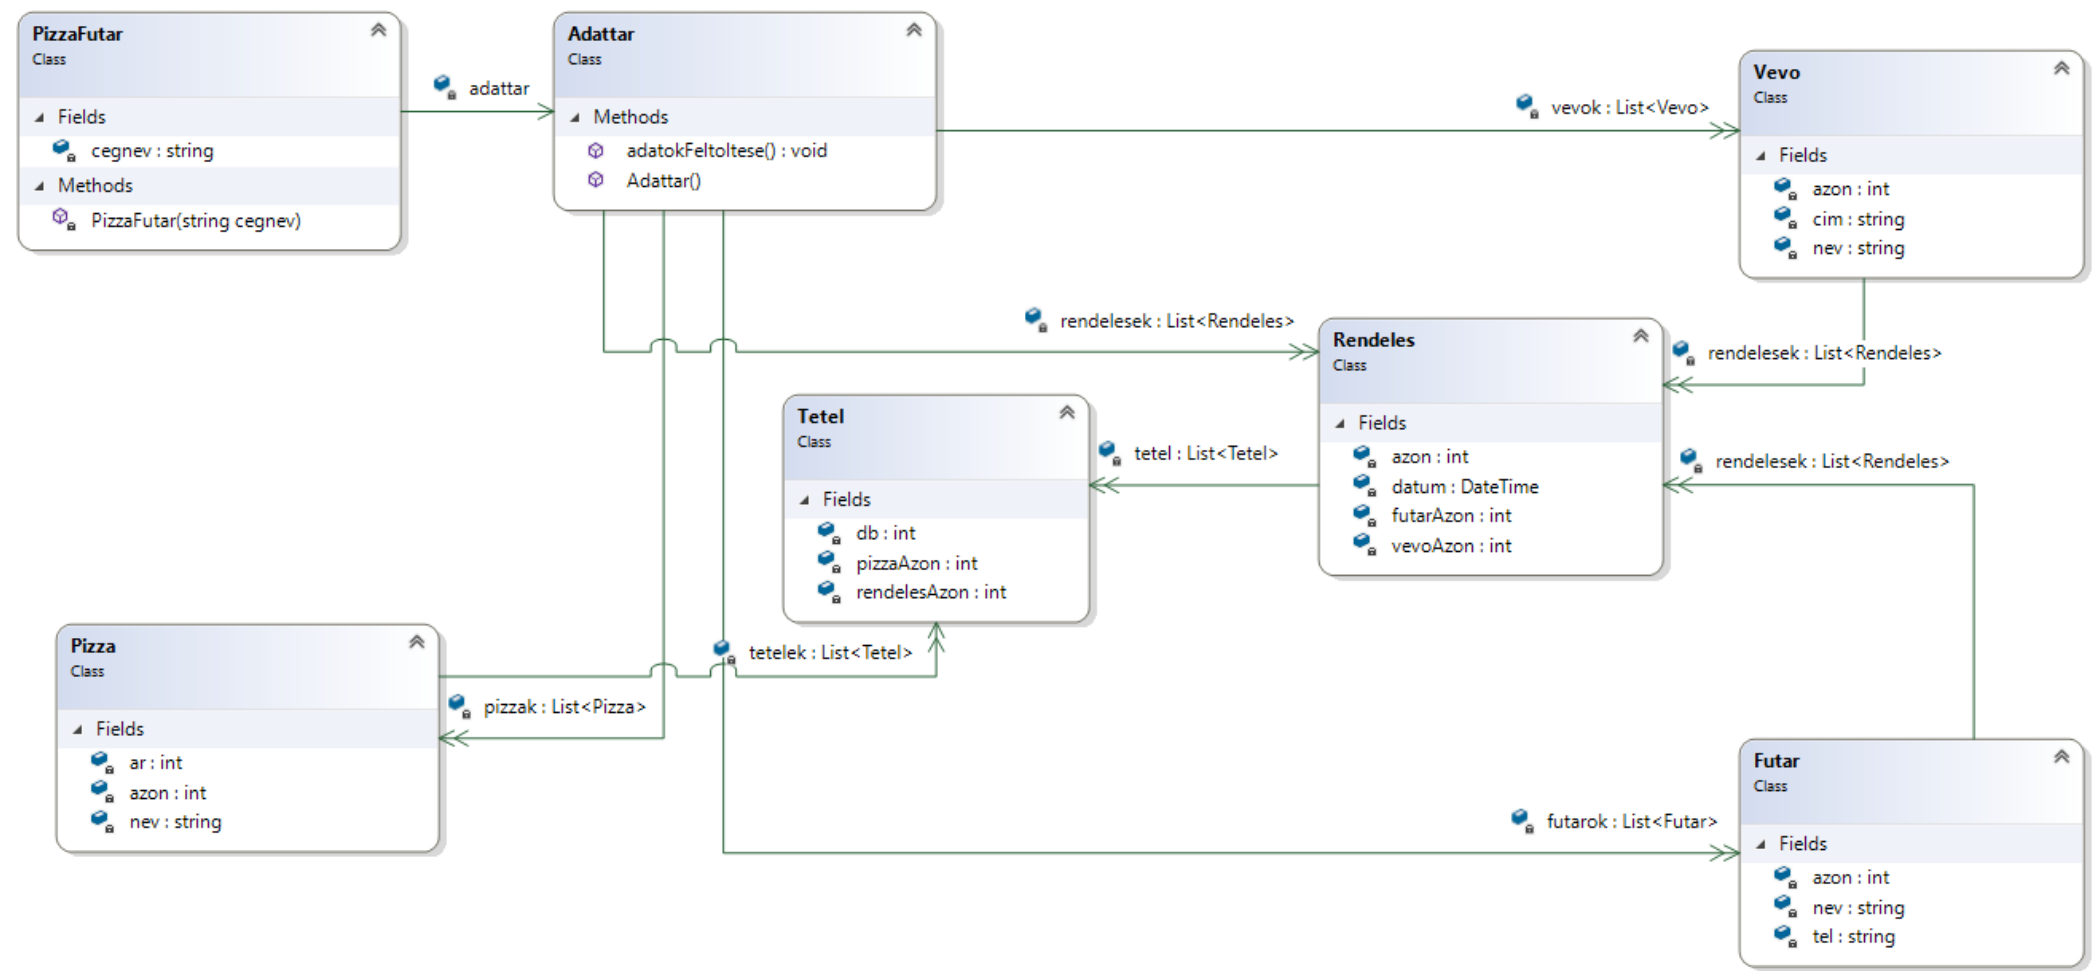 PizzaFutar
Class
Fields
cegnev : string
Methods
PizzaFutar(string cegnev)
adattar
Adattar
Class
Methods
adatokFeltoltese() : void
Adattar()
vevok : List<Vevo>
Vevo
Class
Fields
azon : int
cim : string
nev : string
rendelesek : List<Rendeles>
Rendeles
Class
Fields
azon : int
datum : DateTime
futarAzon : int
vevoAzon : int
rendelesek : List<Rendeles>
rendelesek : List<Rendeles>
tetel : List<Tetel>
Tetel
Class
Fields
db : int
pizzaAzon : int
rendelesAzon : int
tetelek : List<Tetel>
Pizza
Class
Fields
ar : int
azon : int
nev : string
pizzak : List<Pizza>
futarok : List<Futar>
Futar
Class
Fields
azon : int
nev : string
tel : string